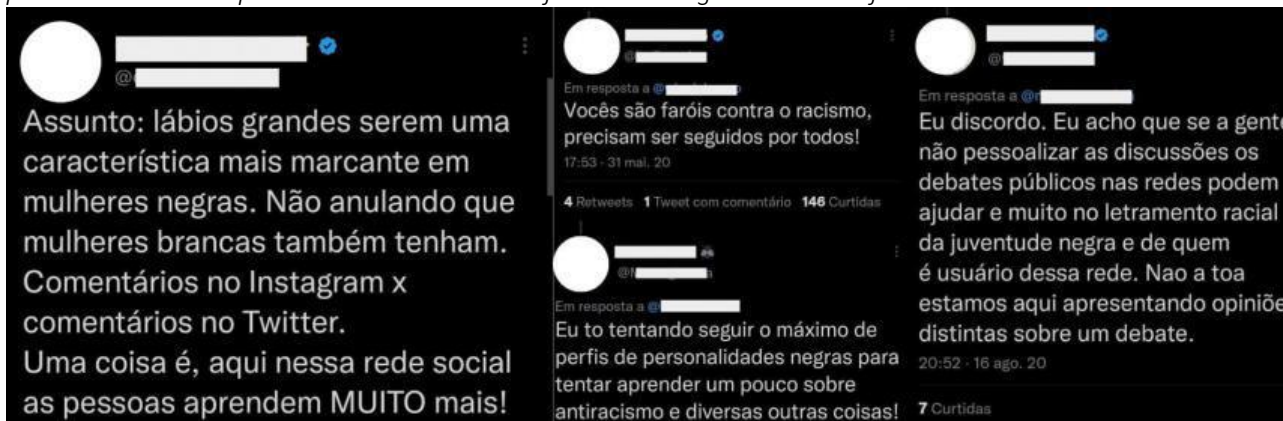 @
Assunto: lábios grandes serem uma
característica mais marcante em
mulheres negras. Não anulando que
mulheres brancas também tenham.
Comentários no Instagram x
comentários no Twitter.
Uma coisa é, aqui nessa rede social
as pessoas aprendem MUITO mais!
Em resposta a @
Vocês são faróis contra o racismo,
precisam ser seguidos por todos!
17:53 · 31 mai. 20
4 Retweets 1 Tweet com comentário 146 Curtidas
Em resposta a
Eu to tentando seguir o máximo de
perfis de personalidades negras para
tentar aprender um pouco sobre
antiracismo e diversas outras coisas!
@
Em resposta a @
Eu discordo. Eu acho que se a gente
não pessoalizar as discussões os
debates públicos nas redes podem
ajudar e muito no letramento racial
da juventude negra e de quem
é usuário dessa rede. Nao a toa
estamos aqui apresentando opiniõe
distintas sobre um debate.
20:52 · 16 ago. 20
7 Curtidas